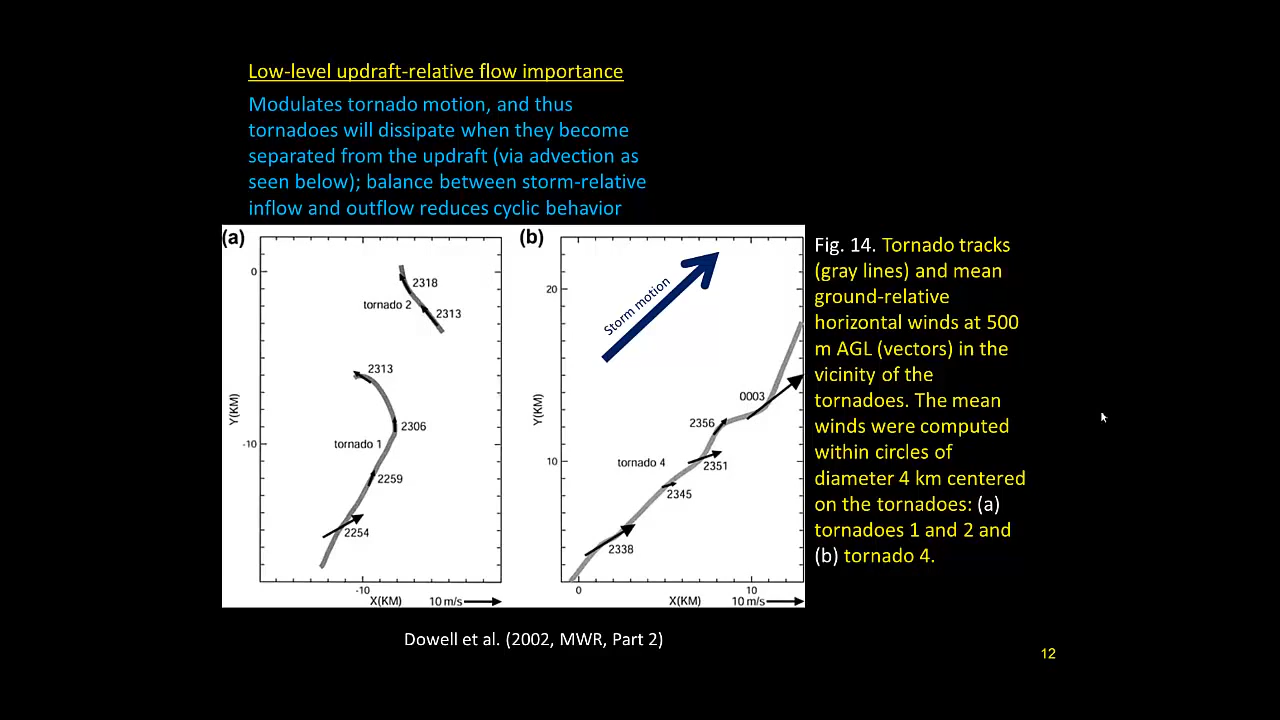 Low-level updraft-relative flow importance
Modulates tornado motion, and thus
tornadoes will dissipate when they become
separated from the updraft (via advection as
seen below); balance between storm-relative
inflow and outflow reduces cyclic behavior
(a)
0
-10
Y(KM)
2318
tornado 2
2313
2313
2306
tornado 1
2259
2254
-10
X(KM)
10 m/s
(b)
20
10
Y(KM)
Storm motion
0003
2356
tornado 4
2351
2345
2338
0
10
X(KM)
10 m/s
Fig. 14. Tornado tracks
(gray lines) and mean
ground-relative
horizontal winds at 500
m AGL (vectors) in the
vicinity of the
tornadoes. The mean
winds were computed
within circles of
diameter 4 km centered
on the tornadoes: (a)
tornadoes 1 and 2 and
(b) tornado 4.
Dowell et al. (2002, MWR, Part 2)
12